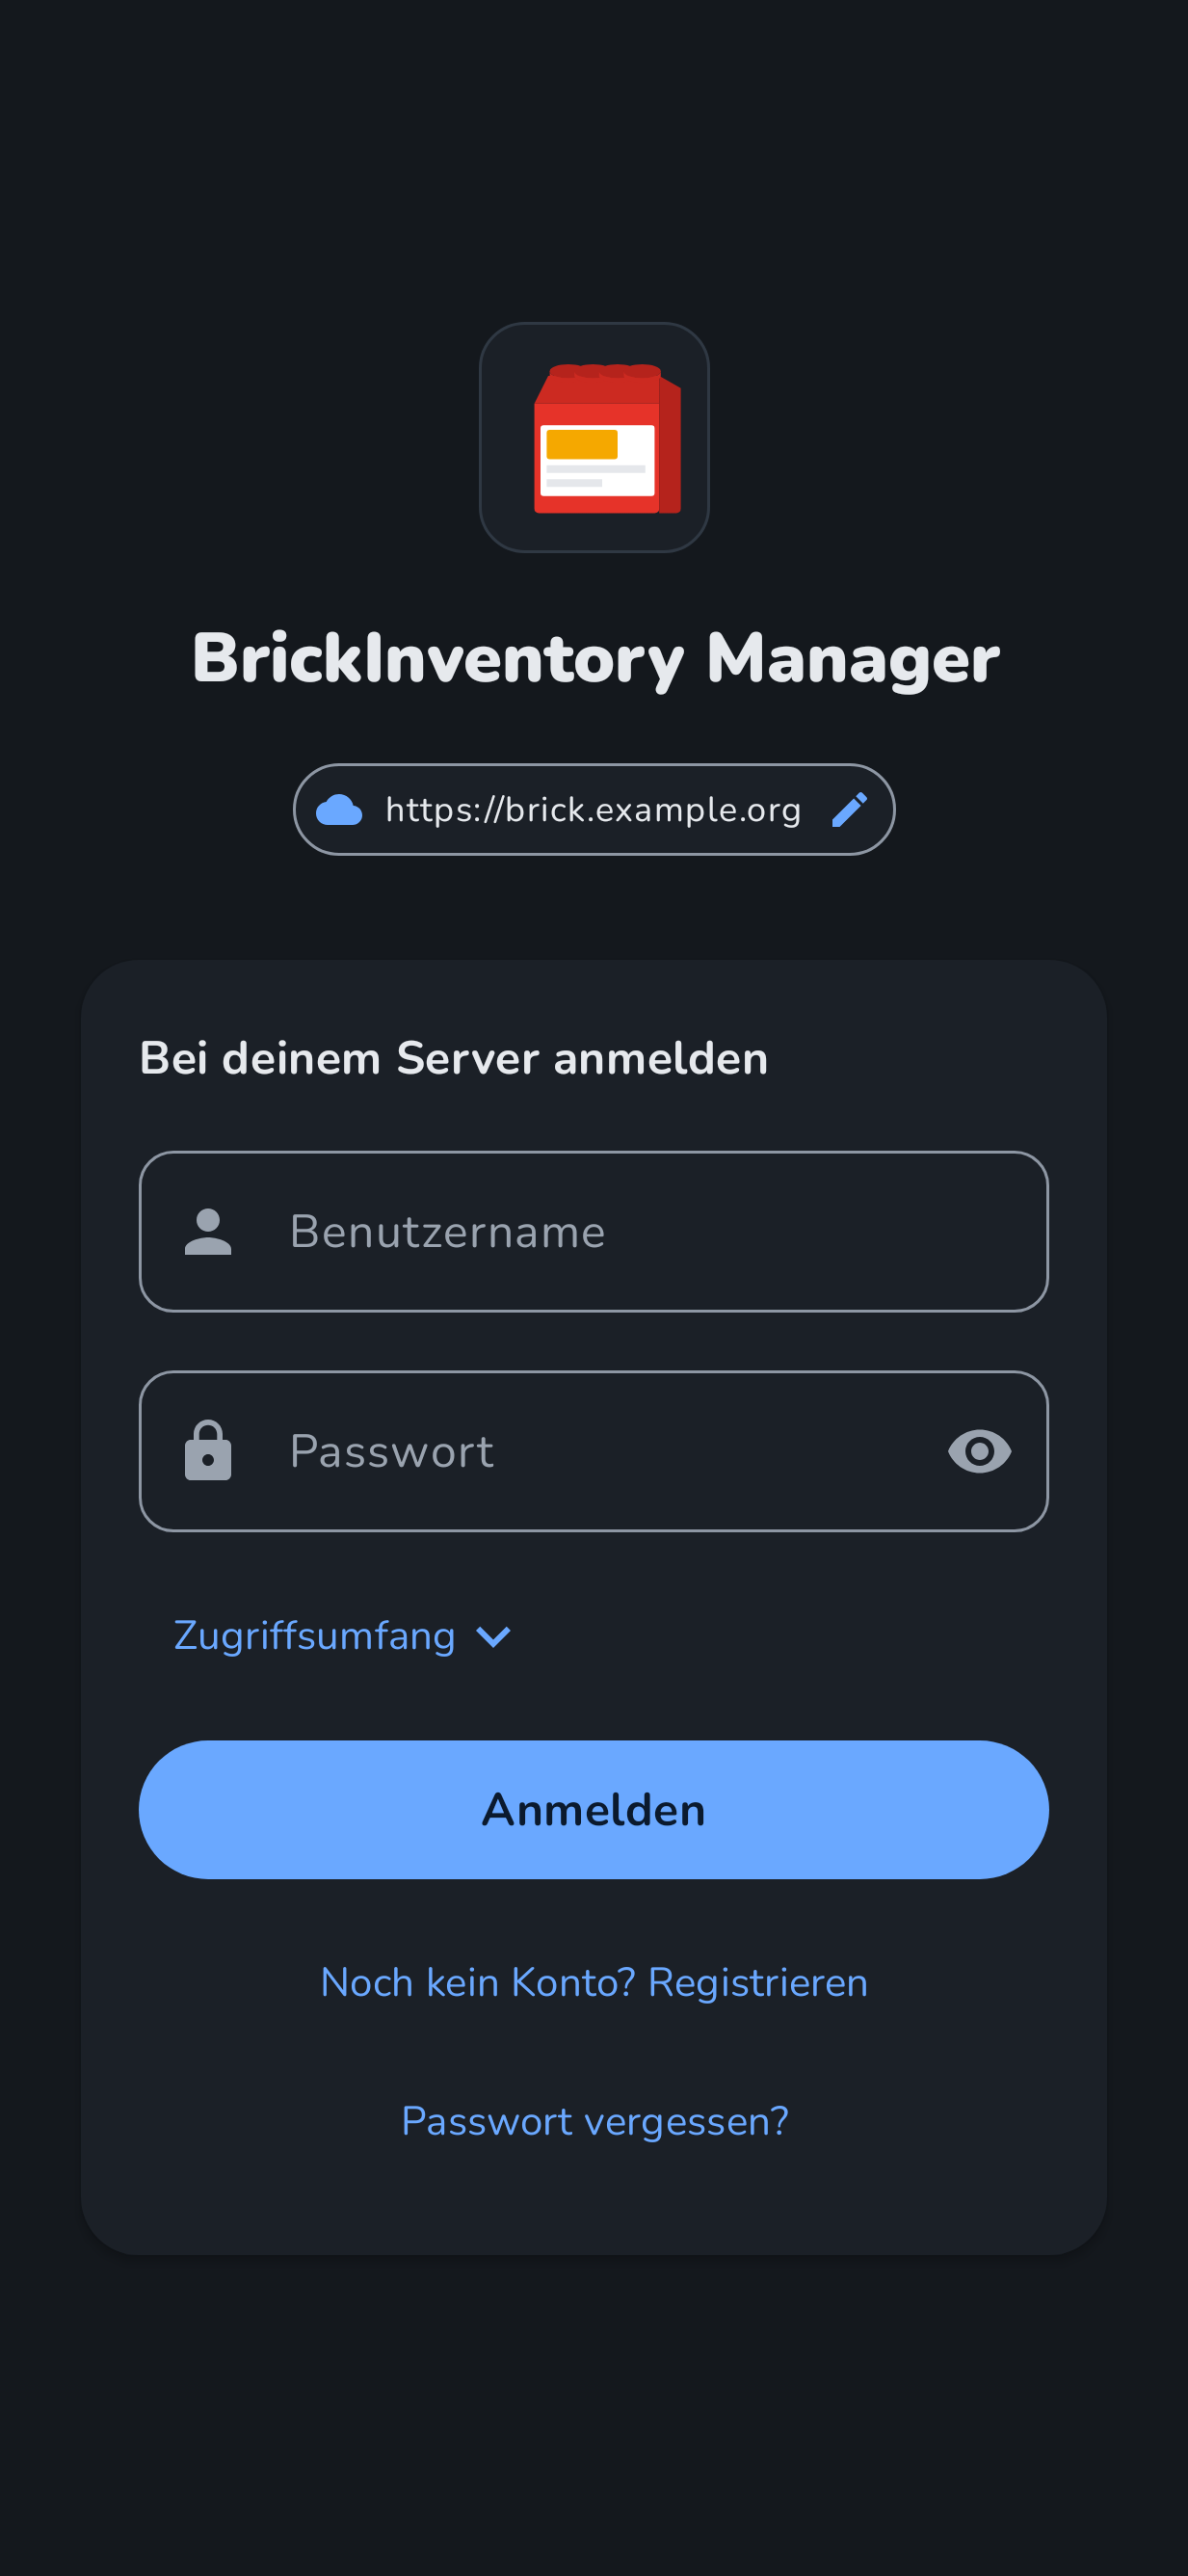 BrickInventory Manager
https://brick.example.org
Bei deinem Server anmelden
Benutzername
Passwort
Zugriffsumfang
Anmelden
Noch kein Konto? Registrieren
Passwort vergessen?